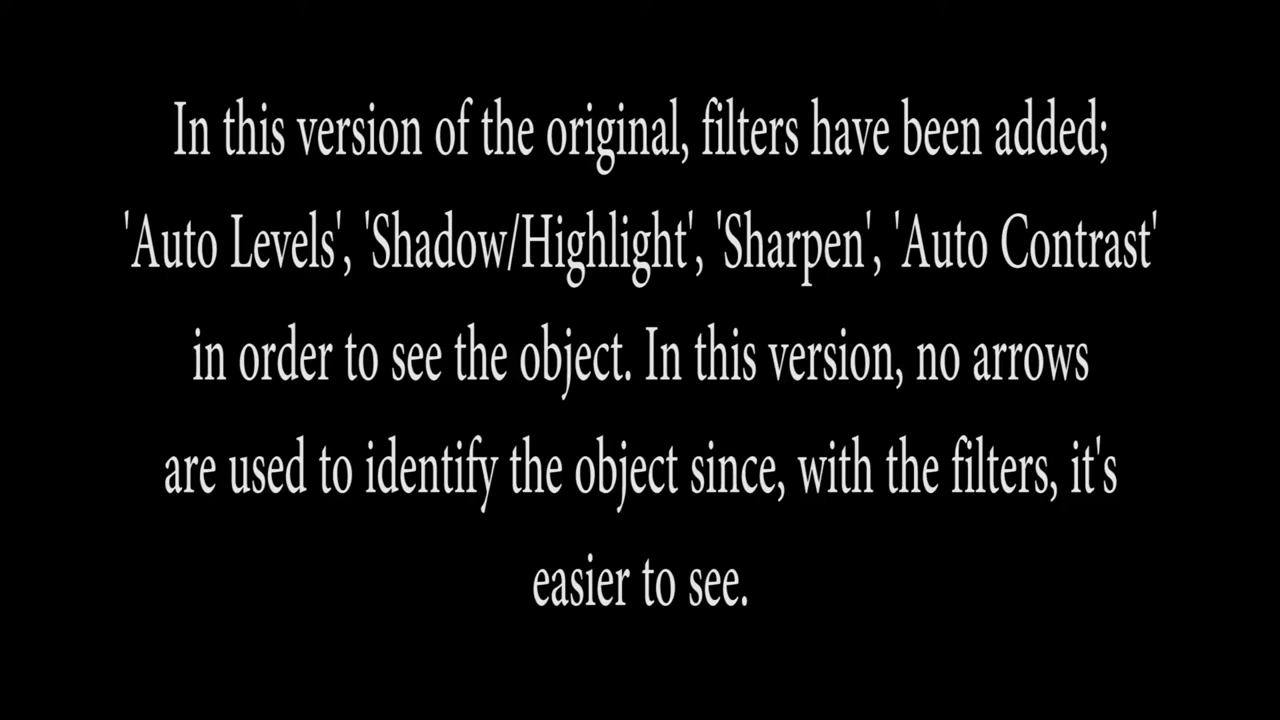 In this version of the original, filters have been added;
'Auto Levels', 'Shadow/Highlight', 'Sharpen', 'Auto Contrast'
in order to see the object. In this version, no arrows
are used to identify the object since, with the filters, it's
easier to see.